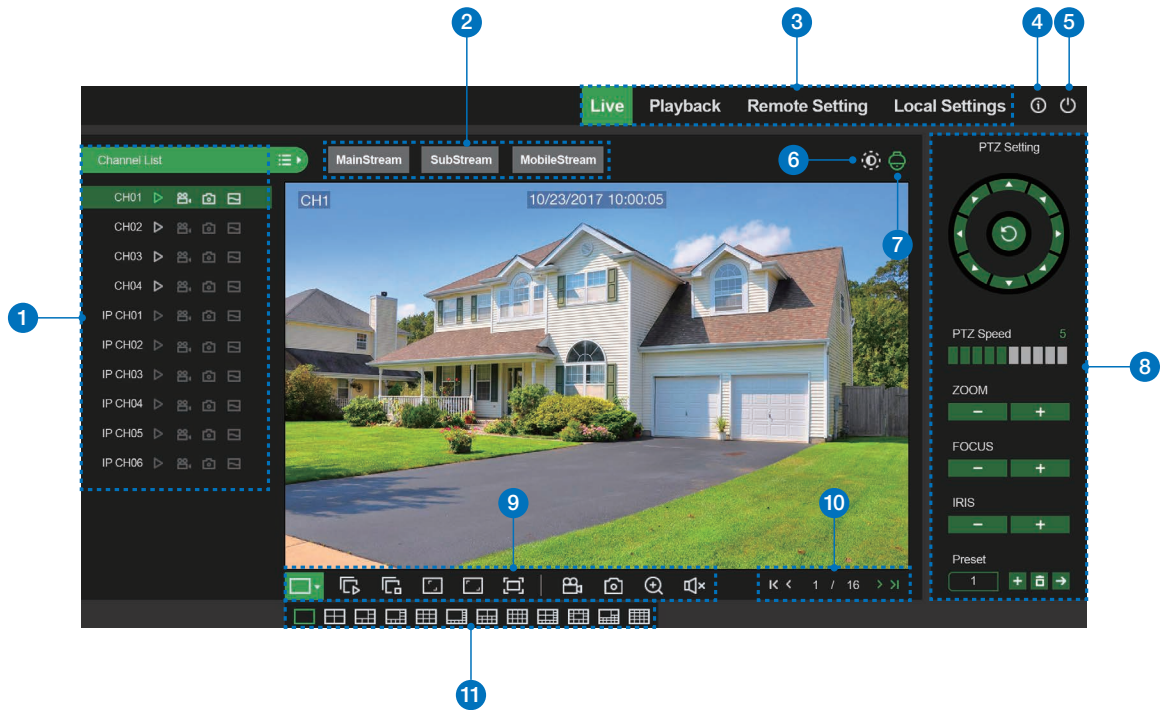 2
3
4
5
Live Playback Remote Setting Local Settings
Channel List
MainStream SubStream MobileStream
6
7
PTZ Setting
CH01
CH02
CH03
CH04
IP CH01
IP CH02
IP CH03
IP CH04
IP CH05
IP CH06
1
CH1
10/23/2017 10:00:05
PTZ Speed 5
8
ZOOM
- +
FOCUS
- +
IRIS
- +
Preset
1 +
9
10
1 / 16
11